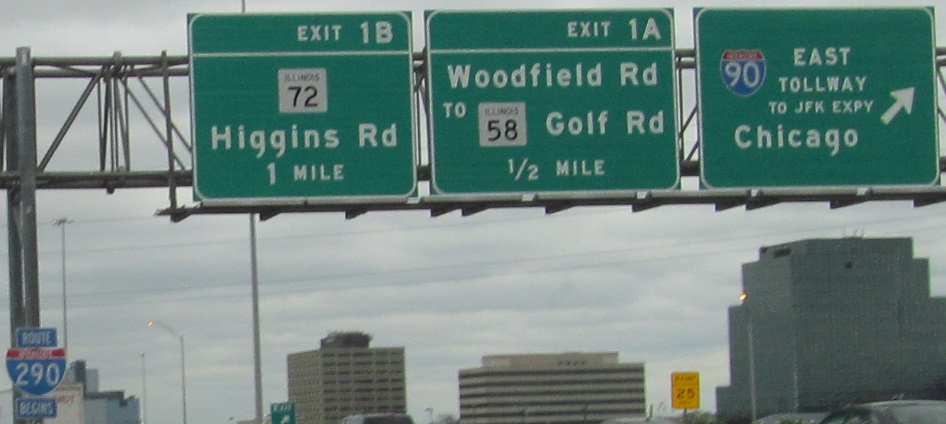 EXIT 1B
ILLINOIS
72
Higgins Rd
1 MILE
EXIT 1A
Woodfield Rd
TO ILLINOIS 58 Golf Rd
1/2 MILE
90
EAST
TOLLWAY
TO JFK EXPY
Chicago
ROUTE
290
BEGINS
EXIT
25